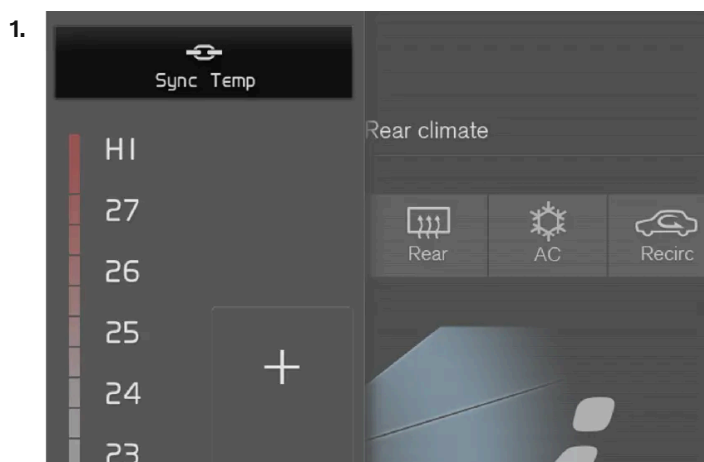 1.
Sync Temp
Rear climate
HI
27
Rear
AC
Recirc
26
25
+
24
23